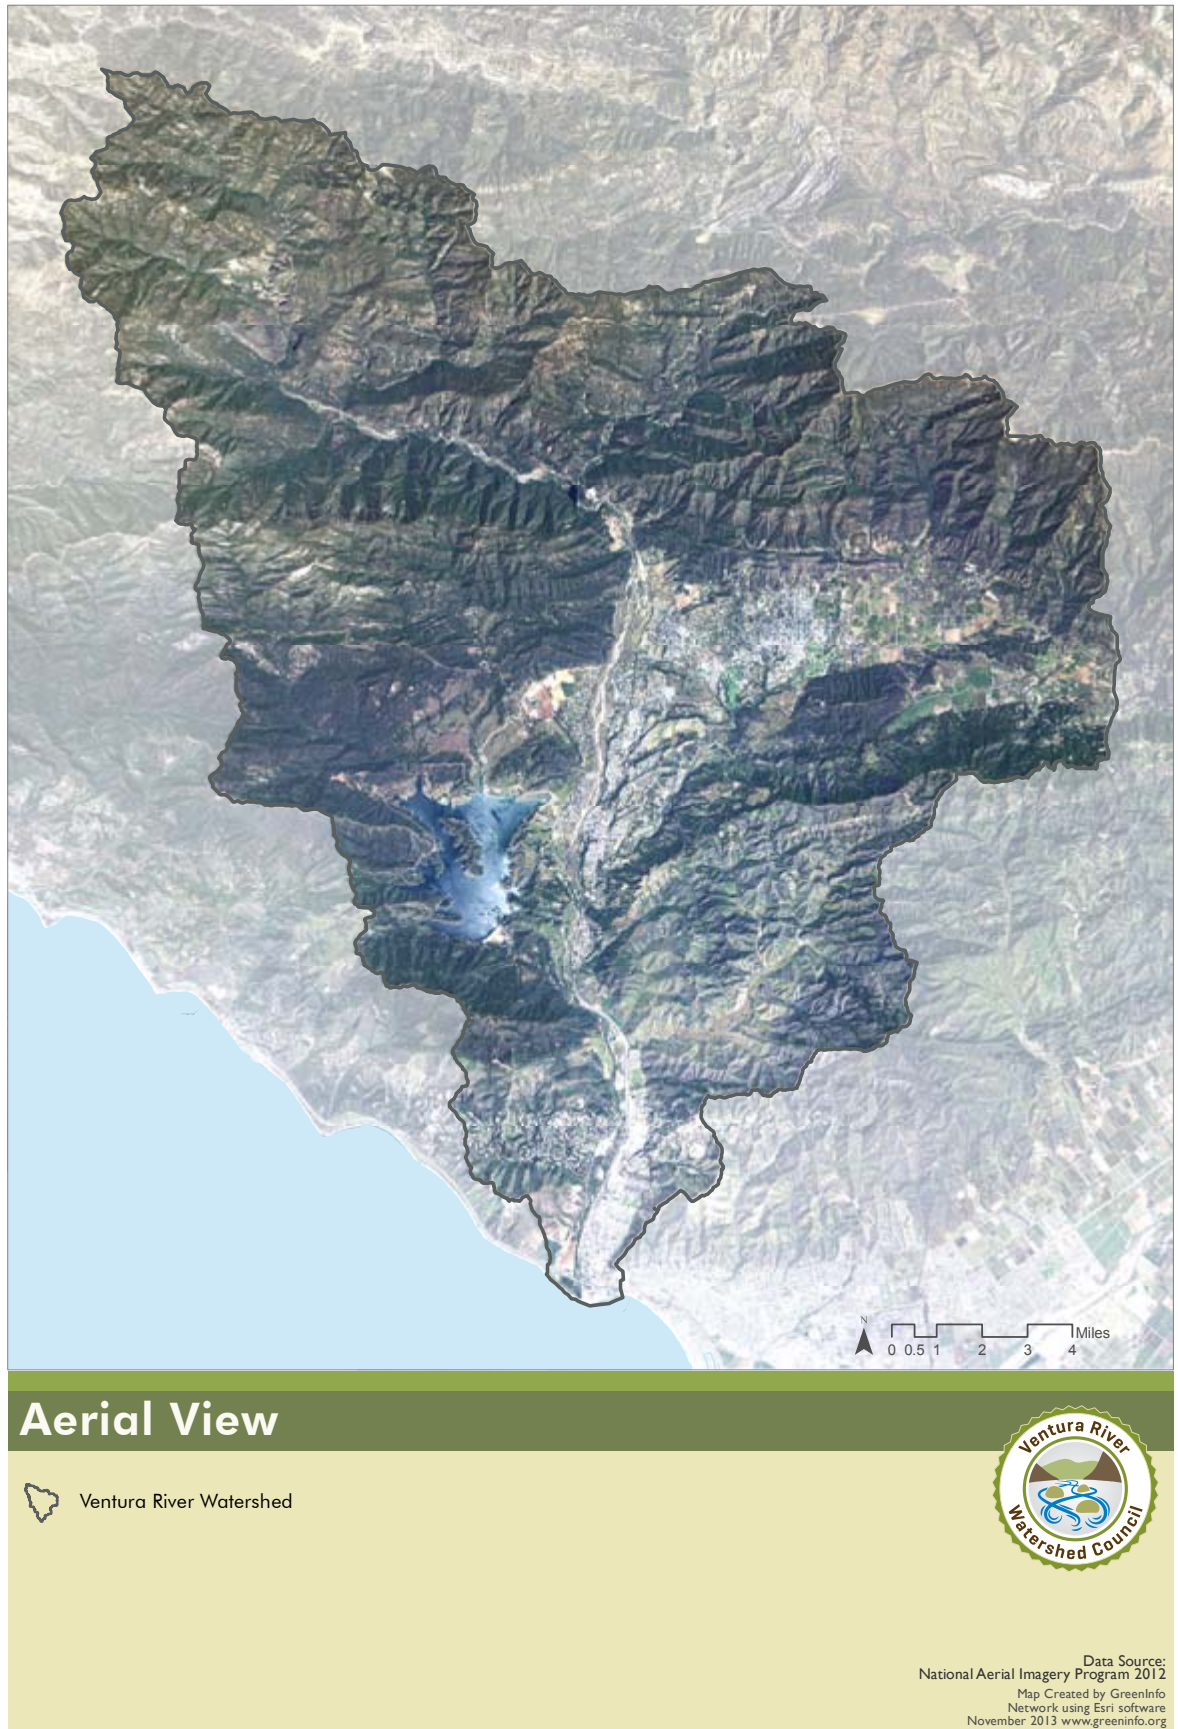 N
Miles
0 0.5 1 2 3 4
Aerial View
Ventura River
Watershed Council
Ventura River Watershed
Data Source:
National Aerial Imagery Program 2012
Map Created by GreenInfo
Network using Esri software
November 2013 www.greeninfo.org